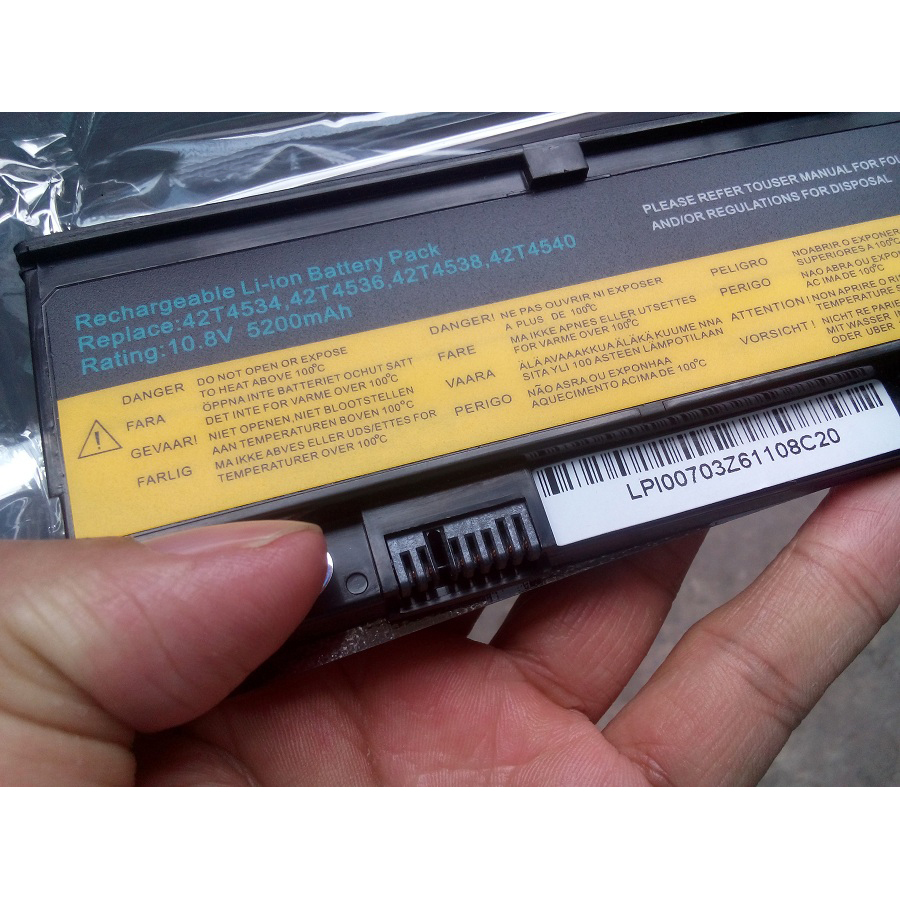 Rechargeable Li-ion Battery Pack
Replace:42T4534,42T4536,42T4538,42T4540
Rating:10.8V 5200mAh
PLEASE REFER TOUSER MANUAL FOR
AND/OR REGULATIONS FOR DISPOSAL
DANGER DO NOT OPEN OR EXPOSE
TO HEAT ABOVE 100°C
FARA ÖPPNA INTE BATTERIET OCHUT SATT
DET INTE FOR VARME OVER 100°C
GEVAAR! NIET OPENEN,NIET BLOOTSTELLEN
AAN TEMPERATUREN BOVEN 100°C
FARLIG MA IKKE ABVES ELLER UDS/ETTES FOR
TEMPERATURER OVER 100°C
DANGER! NE PAS OUVRIR NI EXPOSER
A PLUS DE 100°C
FARE MA IKKE APNES ELLER UTSETTES
FOR VARME OVER 100°C
VAARA ÄLÄ AVAAAKKUA ÄLÄKÄ KUUME NNA
SITA YLI 100 ASTEEN LÄMPOTILAAN
PERIGO NÃO ASRA OU EXPONHAA
AQUECIMENTO ACIMA DE 100°C
PELIGRO NOABRIR O EXPONER
SUPERIORES A 100°C
PERIGO NAO ABRA OU EXPO
AC IMA DE 100°C
ATTENTION! NON APRIRE O
TEMPERATURE
VORSICHT! NICHT RE
MIT WASSER
ODER ÜBER
LPI00703Z61108C20